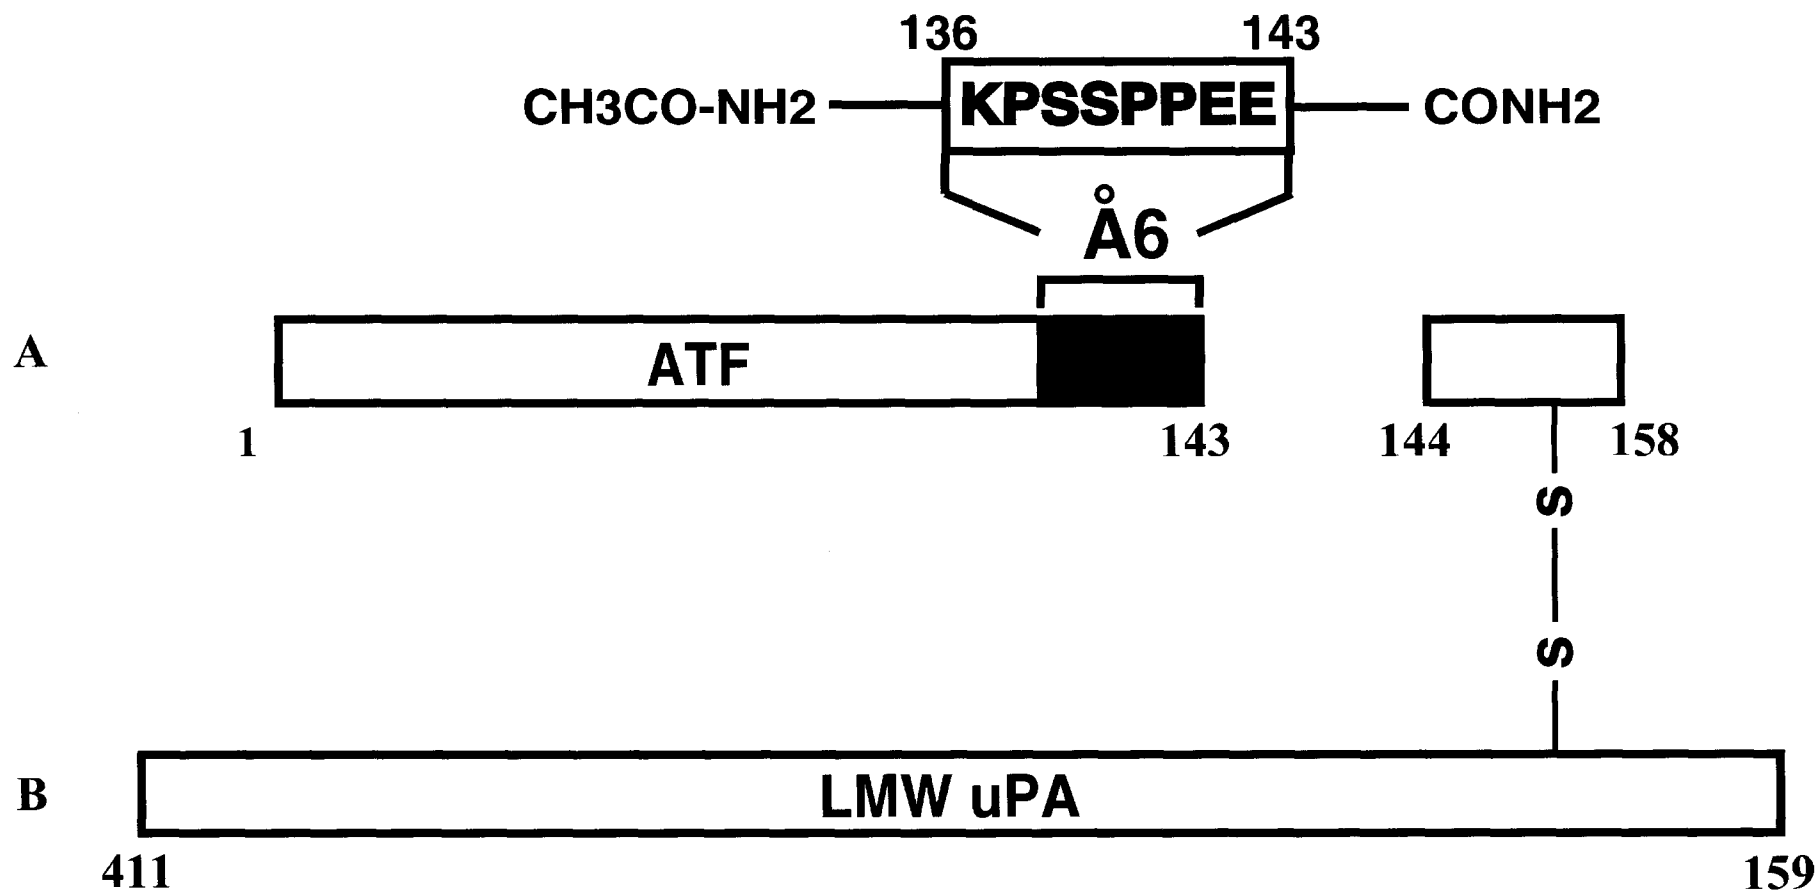 136 143
CH3CO-NH2 KPSSPPEE CONH2
Å6
A ATF
1 143 144 158
S
S
B LMW uPA
411 159